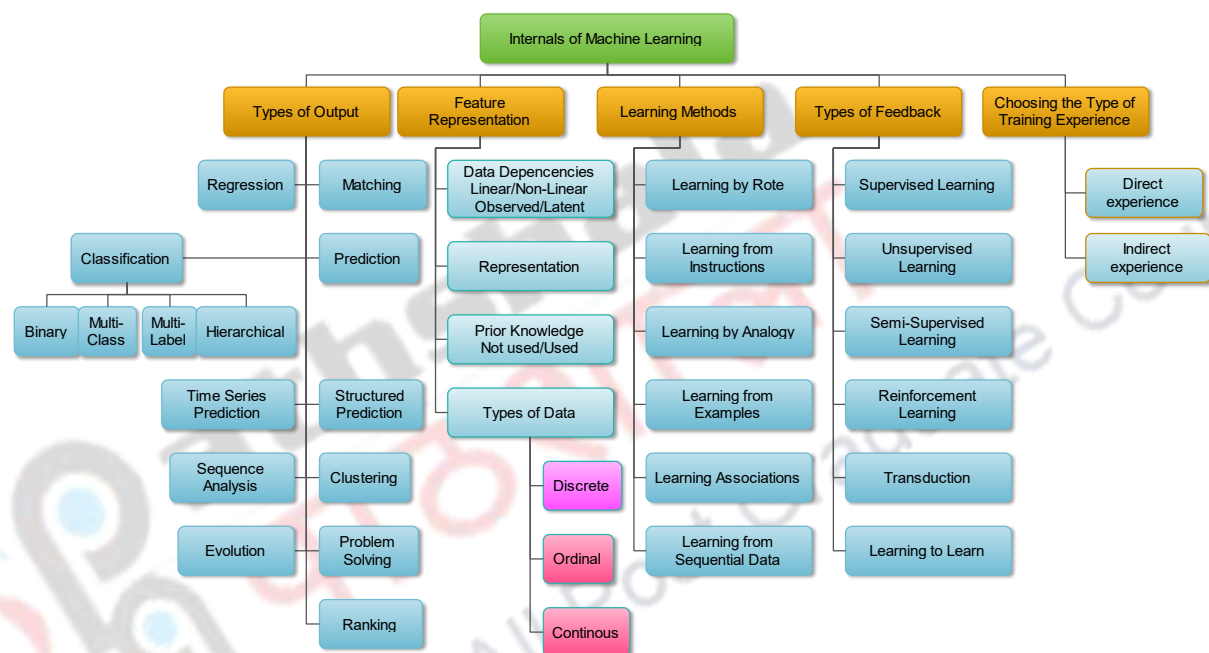 Internals of Machine Learning
Types of Output
Feature
Representation
Learning Methods
Types of Feedback
Choosing the Type of
Training Experience
Regression
Matching
Classification
Prediction
Binary
Multi-
Class
Multi-
Label
Hierarchical
Time Series
Prediction
Structured
Prediction
Sequence
Analysis
Clustering
Evolution
Problem
Solving
Ranking
Data Depencencies
Linear/Non-Linear
Observed/Latent
Representation
Prior Knowledge
Not used/Used
Types of Data
Discrete
Ordinal
Continous
Learning by Rote
Learning from
Instructions
Learning by Analogy
Learning from
Examples
Learning Associations
Learning from
Sequential Data
Supervised Learning
Unsupervised
Learning
Semi-Supervised
Learning
Reinforcement
Learning
Transduction
Learning to Learn
Direct
experience
Indirect
experience
athshala
पाठशाला
All Post Graduate